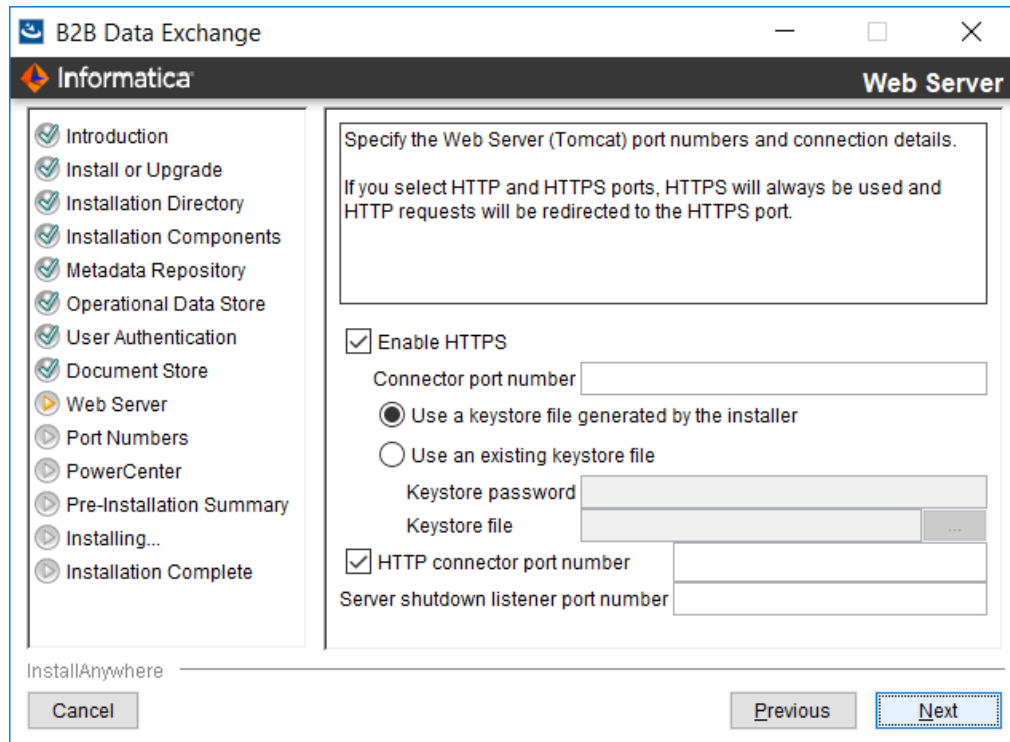 B2B Data Exchange
Informatica
Web Server
Introduction
Install or Upgrade
Installation Directory
Installation Components
Metadata Repository
Operational Data Store
User Authentication
Document Store
Web Server
Port Numbers
PowerCenter
Pre-Installation Summary
Installing...
Installation Complete
Specify the Web Server (Tomcat) port numbers and connection details.
If you select HTTP and HTTPS ports, HTTPS will always be used and
HTTP requests will be redirected to the HTTPS port.
Enable HTTPS
Connector port number
Use a keystore file generated by the installer
Use an existing keystore file
Keystore password
Keystore file
...
HTTP connector port number
Server shutdown listener port number
InstallAnywhere
Cancel
Previous
Next